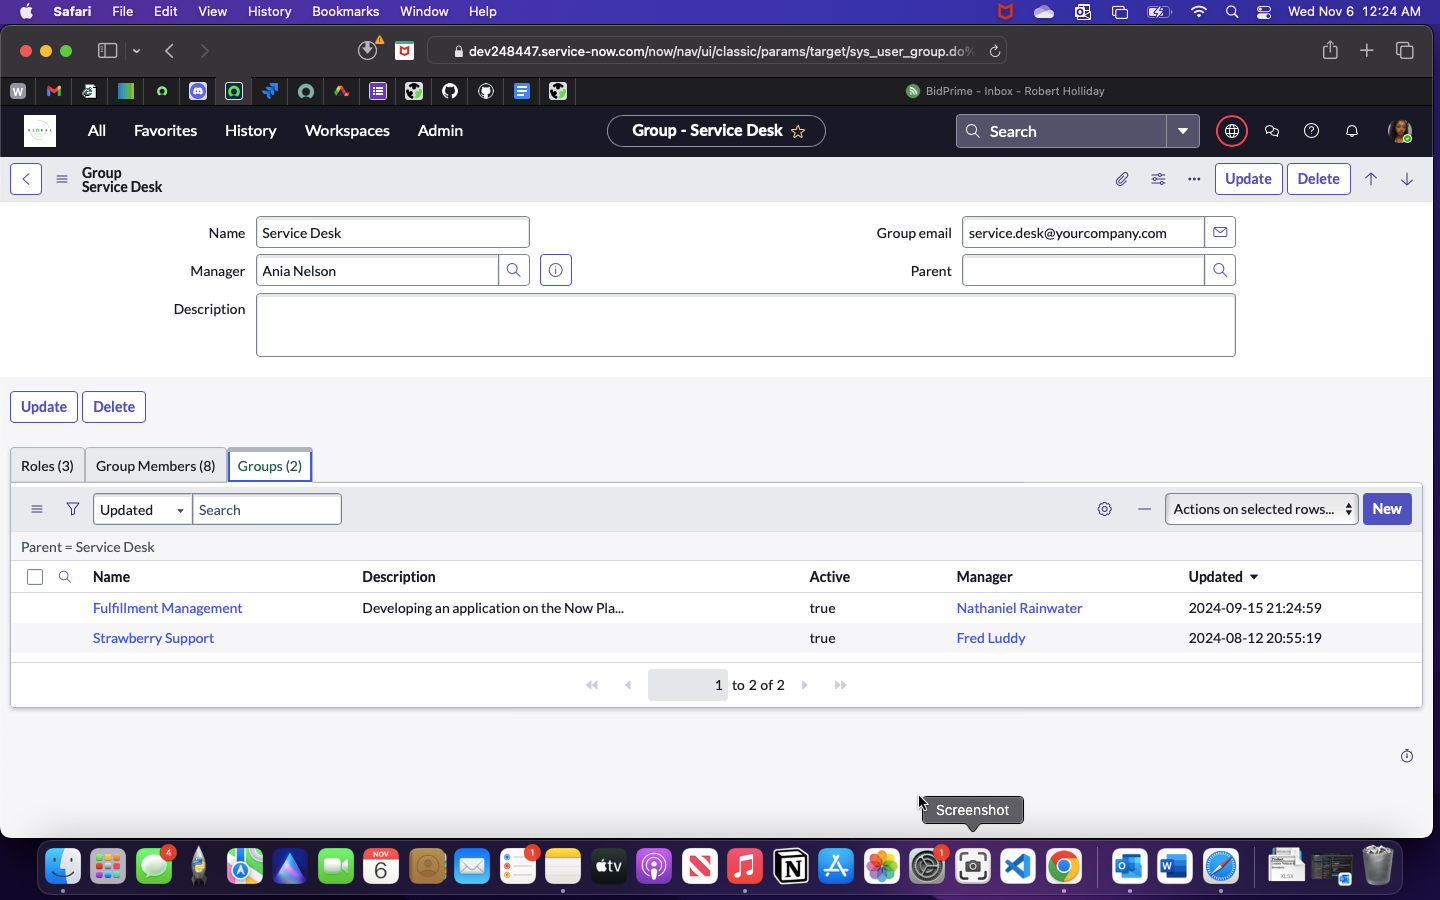 Safari File Edit View History Bookmarks Window Help Wed Nov 6 12:24 AM
dev248447.service-now.com/now/nav/ui/classic/params/target/sys_user_group.do%
W BidPrime - Inbox - Robert Holliday
GLOBAL All Favorites History Workspaces Admin Group - Service Desk Search
Group
Service Desk
Update Delete
Name Service Desk Group email service.desk@yourcompany.com
Manager Ania Nelson Parent
Description
Update Delete
Roles (3) Group Members (8) Groups (2)
Updated Search Actions on selected rows... New
Parent = Service Desk
Name Description Active Manager Updated
Fulfillment Management Developing an application on the Now Pla... true Nathaniel Rainwater 2024-09-15 21:24:59
Strawberry Support true Fred Luddy 2024-08-12 20:55:19
1 to 2 of 2
Screenshot
4 NOV 6 1 tv 1 XLSX